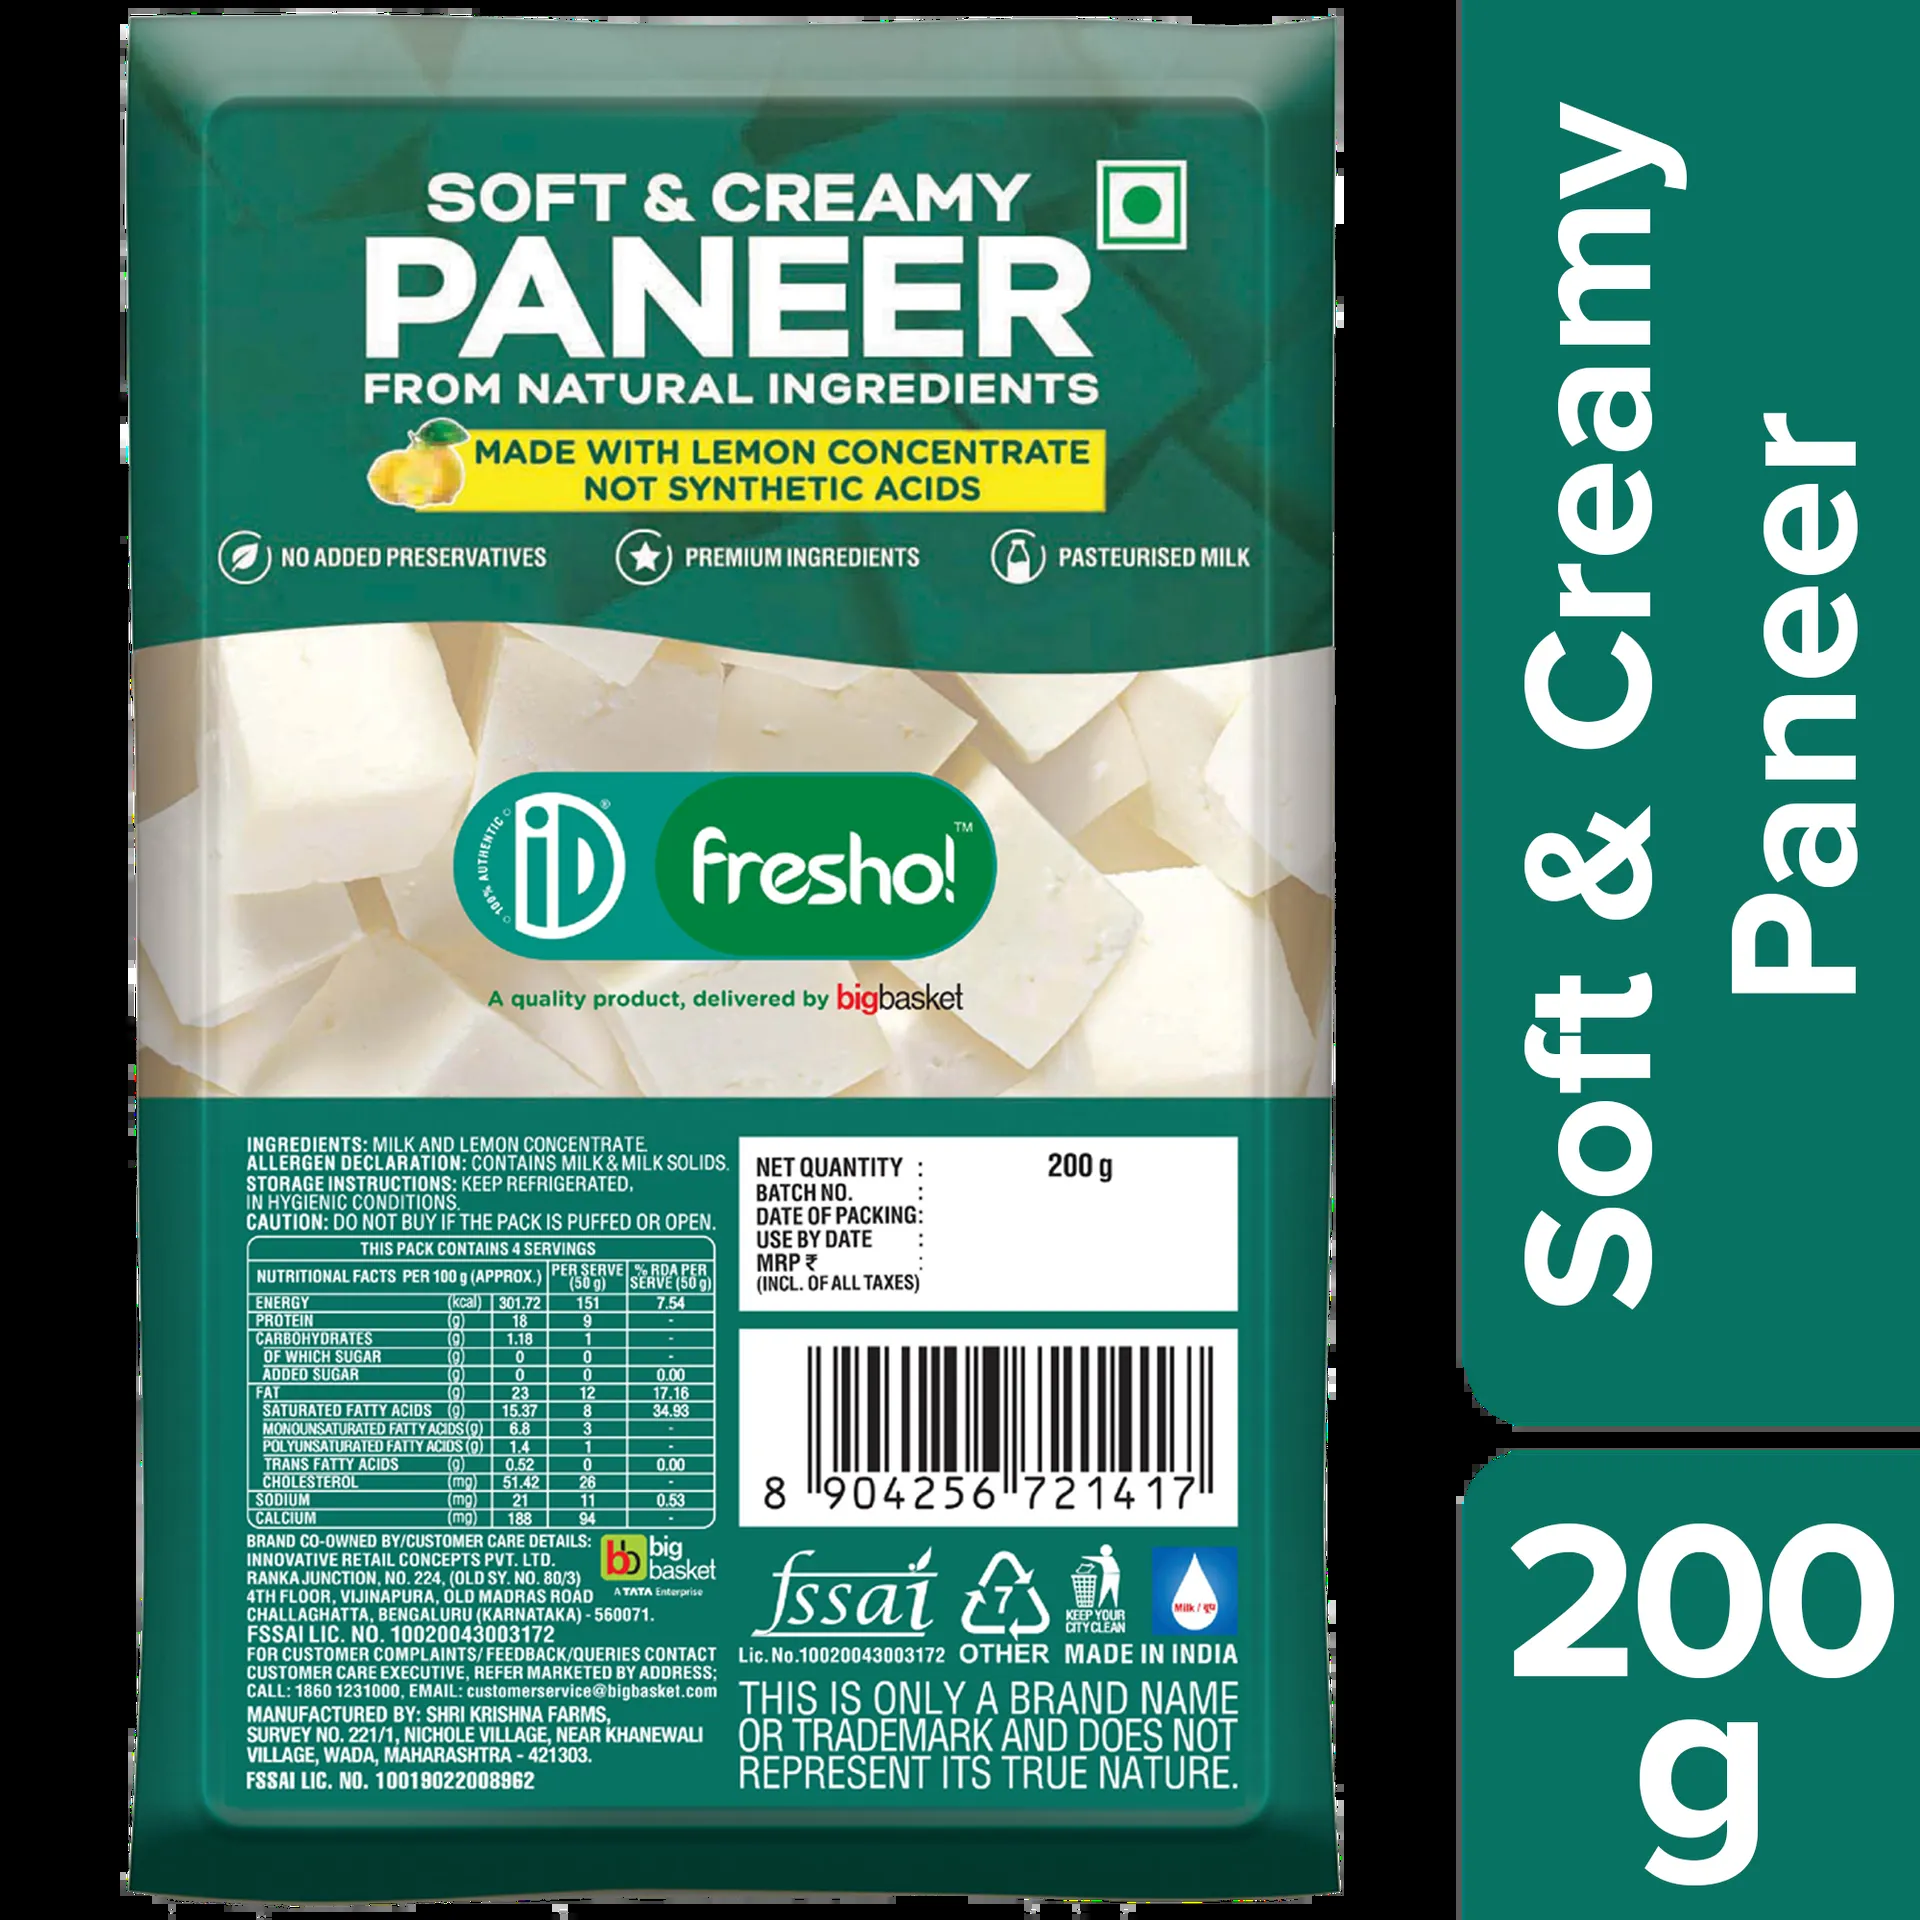 SOFT & CREAMY
PANEER
FROM NATURAL INGREDIENTS
MADE WITH LEMON CONCENTRATE
NOT SYNTHETIC ACIDS
NO ADDED PRESERVATIVES
PREMIUM INGREDIENTS
PASTEURISED MILK
100% AUTHENTIC
iD®
fresho!™
A quality product, delivered by bigbasket
INGREDIENTS: MILK AND LEMON CONCENTRATE.
ALLERGEN DECLARATION: CONTAINS MILK & MILK SOLIDS.
STORAGE INSTRUCTIONS: KEEP REFRIGERATED,
IN HYGIENIC CONDITIONS.
CAUTION: DO NOT BUY IF THE PACK IS PUFFED OR OPEN.
THIS PACK CONTAINS 4 SERVINGS
NUTRITIONAL FACTS PER 100 g (APPROX.) PER SERVE (50 g) % RDA PER SERVE (50 g)
ENERGY (kcal) 301.72 151 7.54
PROTEIN (g) 18 9 -
CARBOHYDRATES (g) 1.18 1 -
OF WHICH SUGAR (g) 0 0 -
ADDED SUGAR (g) 0 0 0.00
FAT (g) 23 12 17.16
SATURATED FATTY ACIDS (g) 15.37 8 34.93
MONOUNSATURATED FATTY ACIDS (g) 6.8 3 -
POLYUNSATURATED FATTY ACIDS (g) 1.4 1 -
TRANS FATTY ACIDS (g) 0.52 0 0.00
CHOLESTEROL (mg) 51.42 26 -
SODIUM (mg) 21 11 0.53
CALCIUM (mg) 188 94 -
BRAND CO-OWNED BY/CUSTOMER CARE DETAILS:
INNOVATIVE RETAIL CONCEPTS PVT. LTD.
RANKA JUNCTION, NO. 224, (OLD SY. NO. 80/3)
4TH FLOOR, VIJINAPURA, OLD MADRAS ROAD
CHALLAGHATTA, BENGALURU (KARNATAKA) - 560071.
FSSAI LIC. NO. 10020043003172
FOR CUSTOMER COMPLAINTS/ FEEDBACK/QUERIES CONTACT
CUSTOMER CARE EXECUTIVE, REFER MARKETED BY ADDRESS;
CALL: 1860 1231000, EMAIL: customerservice@bigbasket.com
MANUFACTURED BY: SHRI KRISHNA FARMS,
SURVEY NO. 221/1, NICHOLE VILLAGE, NEAR KHANEWALI
VILLAGE, WADA, MAHARASHTRA - 421303.
FSSAI LIC. NO. 10019022008962
bb big
basket
A TATA Enterprise
NET QUANTITY : 200 g
BATCH NO. :
DATE OF PACKING:
USE BY DATE :
MRP ₹ :
(INCL. OF ALL TAXES)
8 904256 721417
fssai
Lic. No.10020043003172
7
OTHER
KEEP YOUR
CITY CLEAN
Milk / दूध
MADE IN INDIA
THIS IS ONLY A BRAND NAME
OR TRADEMARK AND DOES NOT
REPRESENT ITS TRUE NATURE.
Soft & Creamy
Paneer
200
g